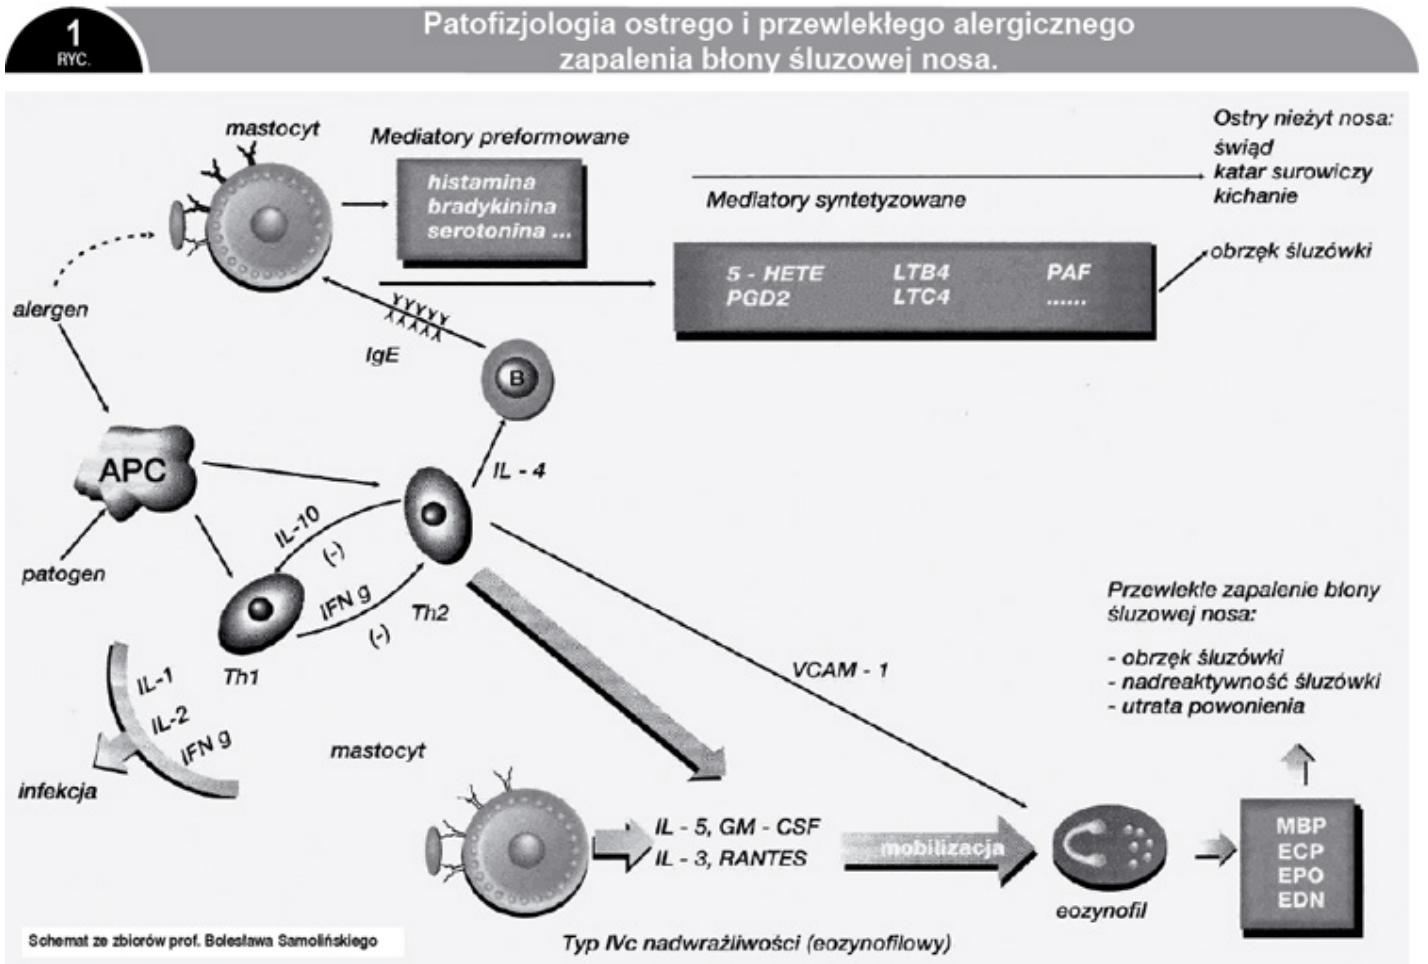 1
RYC.
Patofizjologia ostrego i przewlekłego alergicznego
zapalenia błony śluzowej nosa.
mastocyt
Mediatory preformowane
histamina
bradykinina
serotonina ...
Mediatory syntetyzowane
Ostry nieżyt nosa:
świąd
katar surowiczy
kichanie
5 - HETE LTB4 PAF
PGD2 LTC4 ......
obrzęk śluzówki
alergen
IgE
B
APC
IL - 4
IL-10
(-)
patogen
IFN g
(-)
Th2
Th1
VCAM - 1
Przewlekłe zapalenie błony
śluzowej nosa:
- obrzęk śluzówki
- nadreaktywność śluzówki
- utrata powonienia
IL-1
IL-2
IFN g
infekcja
mastocyt
IL - 5, GM - CSF
IL - 3, RANTES
mobilizacja
eozynofil
MBP
ECP
EPO
EDN
Schemat ze zbiorów prof. Bolesława Samolińskiego
Typ IVc nadwrażliwości (eozynofilowy)